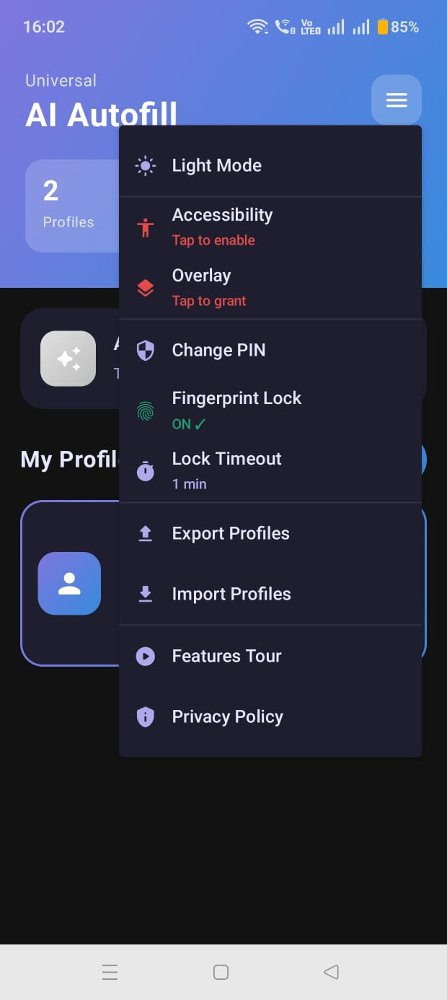 16:02
Vo
LTE
85%
Universal
AI Autofill
2
Profiles
Light Mode
Accessibility
Tap to enable
Overlay
Tap to grant
Change PIN
Fingerprint Lock
ON ✓
My Profil
Lock Timeout
1 min
Export Profiles
Import Profiles
Features Tour
Privacy Policy